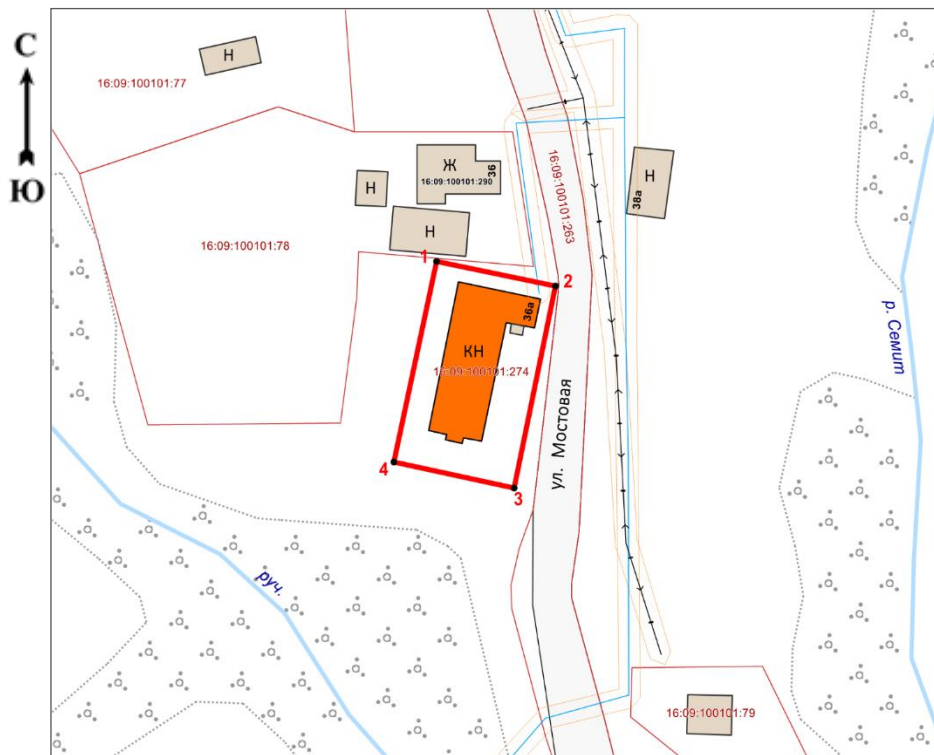 С
Ю
Н
16:09:100101:77
Ж
36
16:09:100101:290
Н
Н
16:09:100101:78
16:09:100101:263
Н
38а
1
2
36а
КН
16:09:100101:274
р. Семит
ул. Мостовая
4
3
руч.
16:09:100101:79